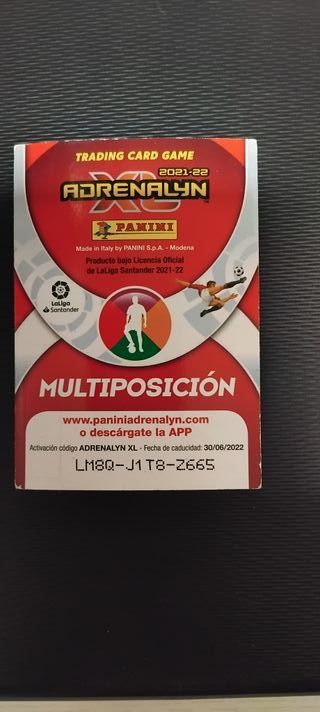 TRADING CARD GAME
2021-22
ADRENALYN
XL
PANINI
Made in Italy by PANINI S.p.A. - Modena
Producto bajo Licencia Oficial
de LaLiga Santander 2021-22
LaLiga
Santander
MULTIPOSICIÓN
www.paniniadrenalyn.com
o descárgate la APP
Activación código ADRENALYN XL - Fecha de caducidad: 30/06/2022
LM8Q-J1T8-Z665